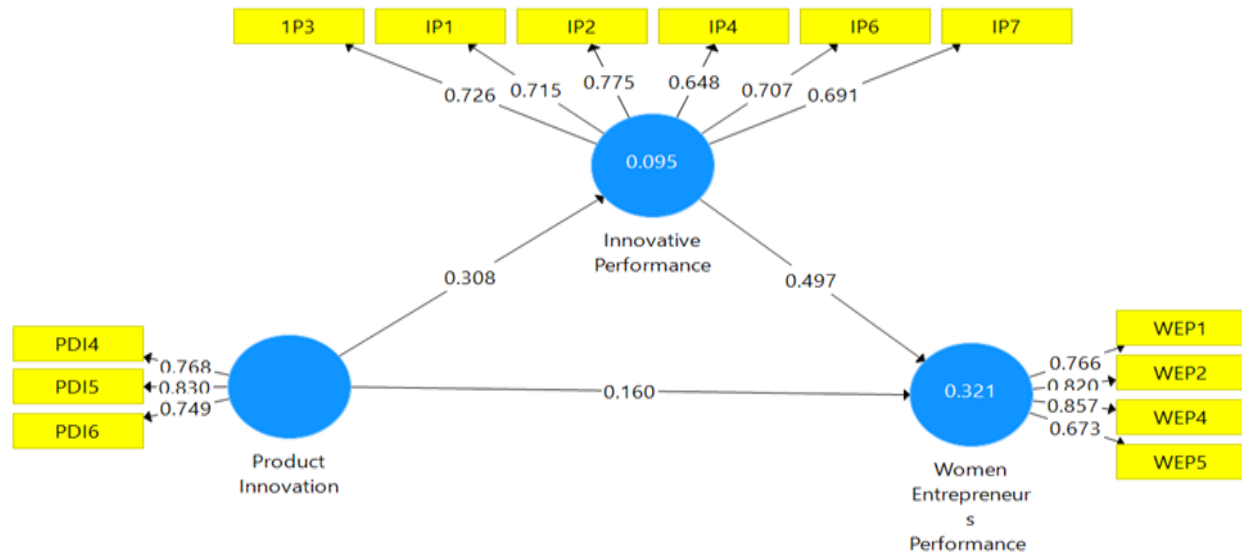 1P3
IP1
IP2
IP4
IP6
IP7
0.726
0.715
0.775
0.648
0.707
0.691
0.095
Innovative
Performance
0.308
0.497
PDI4
PDI5
PDI6
0.768
0.830
0.749
Product
Innovation
0.160
0.321
Women
Entrepreneur
s
Performance
0.766
0.820
0.857
0.673
WEP1
WEP2
WEP4
WEP5